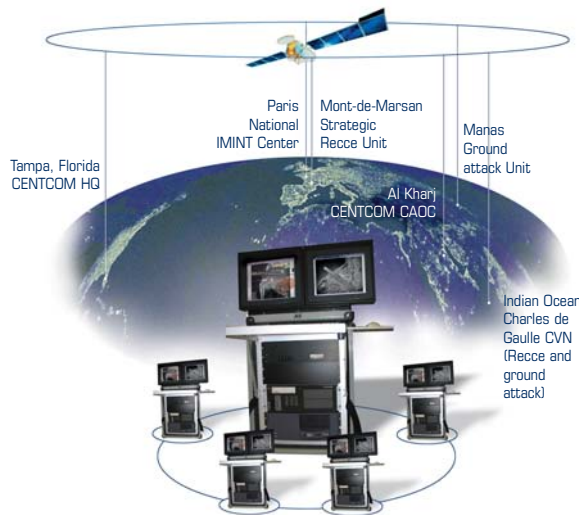 Paris
National
IMINT Center
Mont-de-Marsan
Strategic
Recce Unit
Manas
Ground
attack Unit
Tampa, Florida
CENTCOM HQ
Al Kharj
CENTCOM CAOC
Indian Ocean
Charles de
Gaulle CVN
(Recce and
ground
attack)